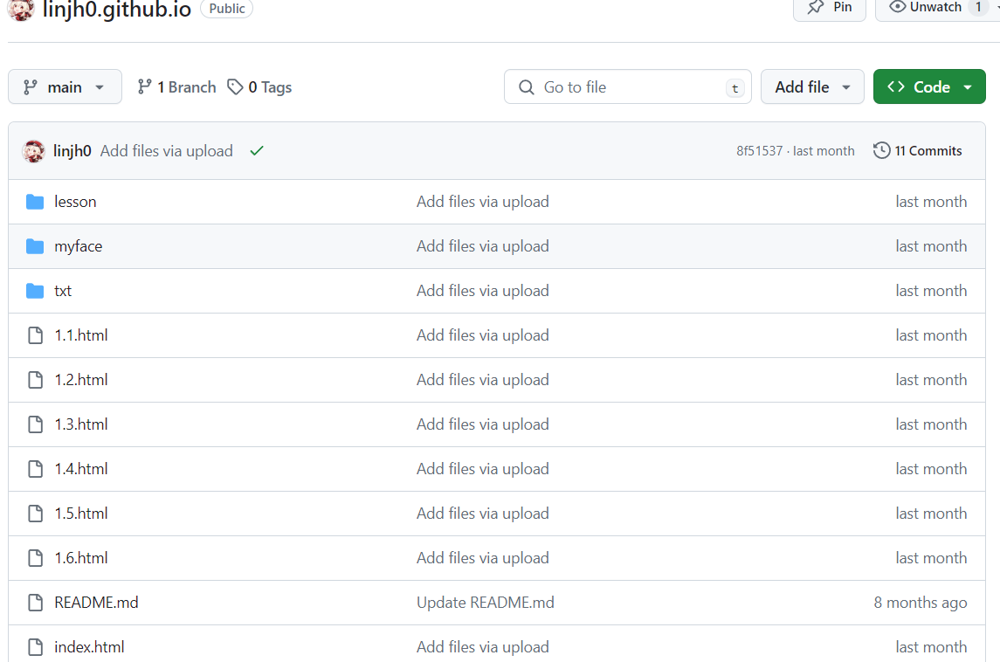 linjh0.github.io Public Pin Unwatch 1
main 1 Branch 0 Tags Go to file t Add file Code
linjh0 Add files via upload 8f51537 · last month 11 Commits
lesson Add files via upload last month
myface Add files via upload last month
txt Add files via upload last month
1.1.html Add files via upload last month
1.2.html Add files via upload last month
1.3.html Add files via upload last month
1.4.html Add files via upload last month
1.5.html Add files via upload last month
1.6.html Add files via upload last month
README.md Update README.md 8 months ago
index.html Add files via upload last month